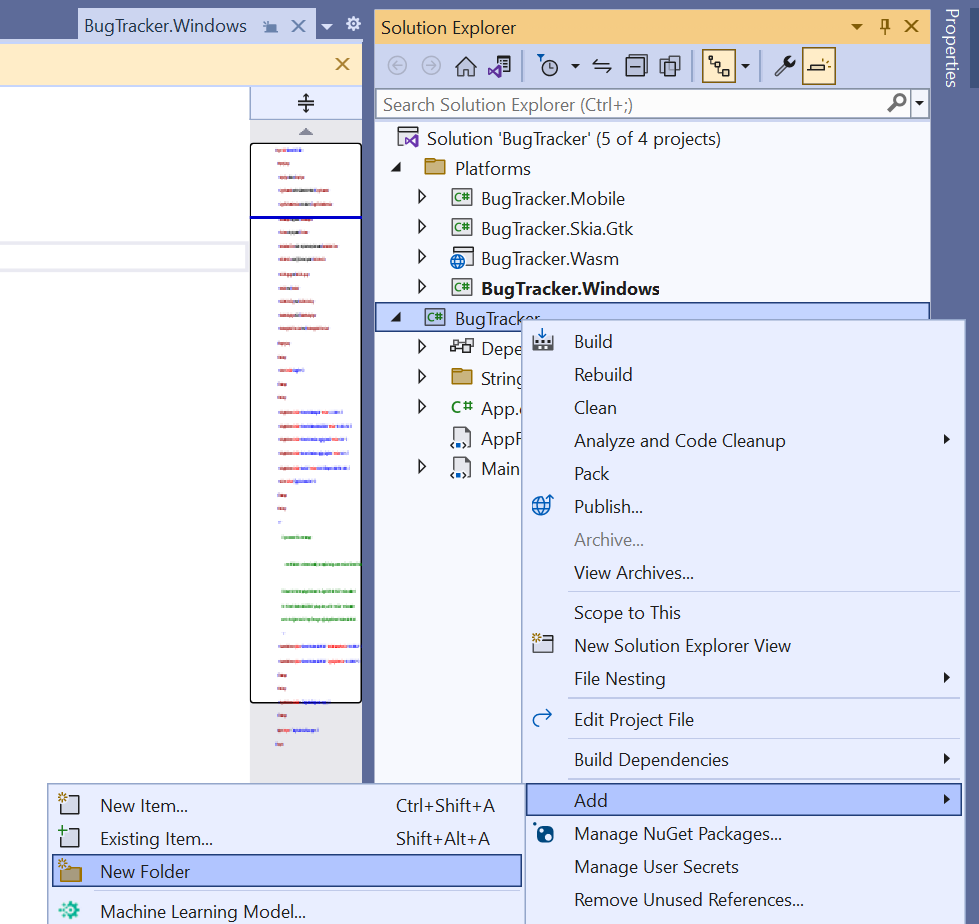 BugTracker.Windows
Solution Explorer
Properties
Search Solution Explorer (Ctrl+;)
Solution 'BugTracker' (5 of 4 projects)
Platforms
C# BugTracker.Mobile
C# BugTracker.Skia.Gtk
BugTracker.Wasm
C# BugTracker.Windows
C# BugTracker
Depe
String
C# App.
AppF
Main
Build
Rebuild
Clean
Analyze and Code Cleanup
Pack
Publish...
Archive...
View Archives...
Scope to This
New Solution Explorer View
File Nesting
Edit Project File
Build Dependencies
Add
Manage NuGet Packages...
Manage User Secrets
Remove Unused References...
New Item... Ctrl+Shift+A
Existing Item... Shift+Alt+A
New Folder
Machine Learning Model...